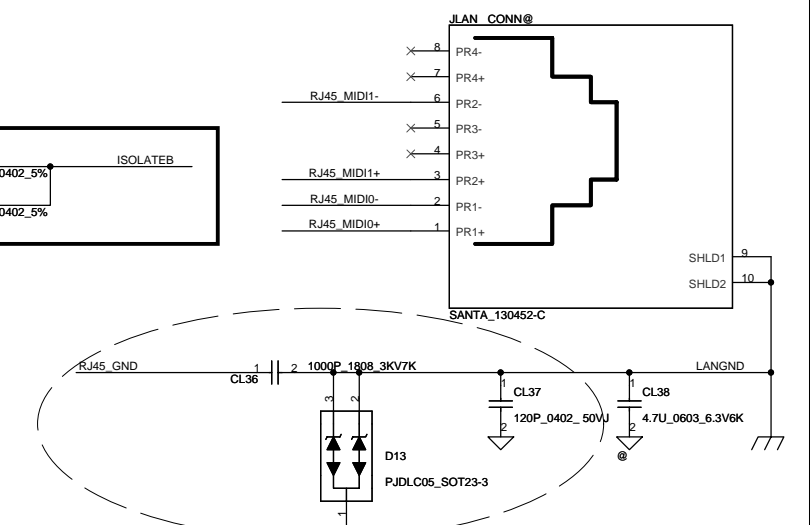 JLAN CONN@
8 PR4-
7 PR4+
RJ45_MIDI1- 6 PR2-
5 PR3-
4 PR3+
RJ45_MIDI1+ 3 PR2+
RJ45_MIDI0- 2 PR1-
RJ45_MIDI0+ 1 PR1+
ISOLATEB
0402_5%
0402_5%
SHLD1 9
SHLD2 10
SANTA_130452-C
RJ45_GND 1 2 1000P_1808_3KV7K LANGND
CL36
3 2
1 CL37
120P_0402_50VJ
2
1 CL38
4.7U_0603_6.3V6K
2
@
D13
PJDLC05_SOT23-3
1